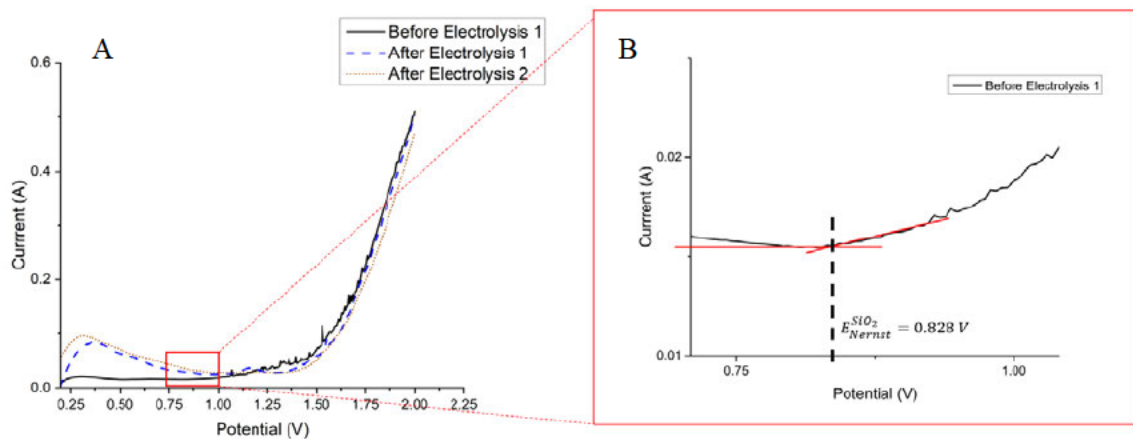 A
Before Electrolysis 1
After Electrolysis 1
After Electrolysis 2
0.6
0.4
0.2
0.0
Currrent (A)
0.25 0.50 0.75 1.00 1.25 1.50 1.75 2.00 2.25
Potential (V)
B
Before Electrolysis 1
0.02
0.01
Currrent (A)
E_{Nernst}^{SiO_2} = 0.828 V
0.75 1.00
Potential (V)